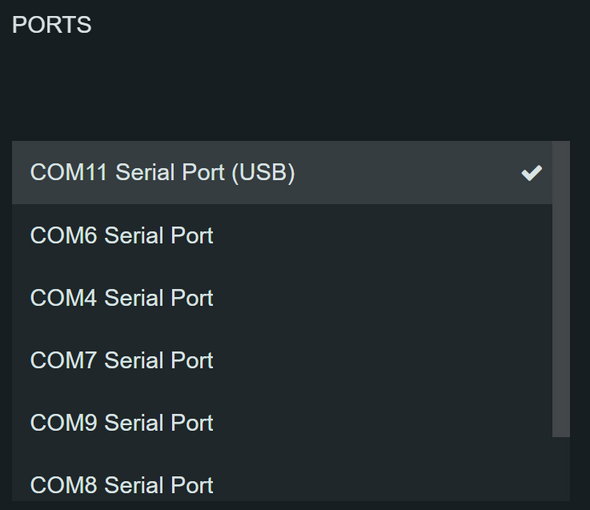 PORTS
COM11 Serial Port (USB)
COM6 Serial Port
COM4 Serial Port
COM7 Serial Port
COM9 Serial Port
COM8 Serial Port